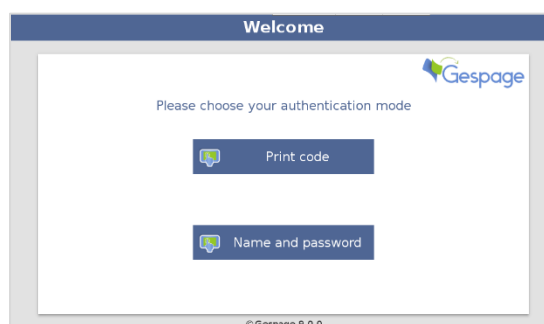 Welcome
Gespage
Please choose your authentication mode
Print code
Name and password